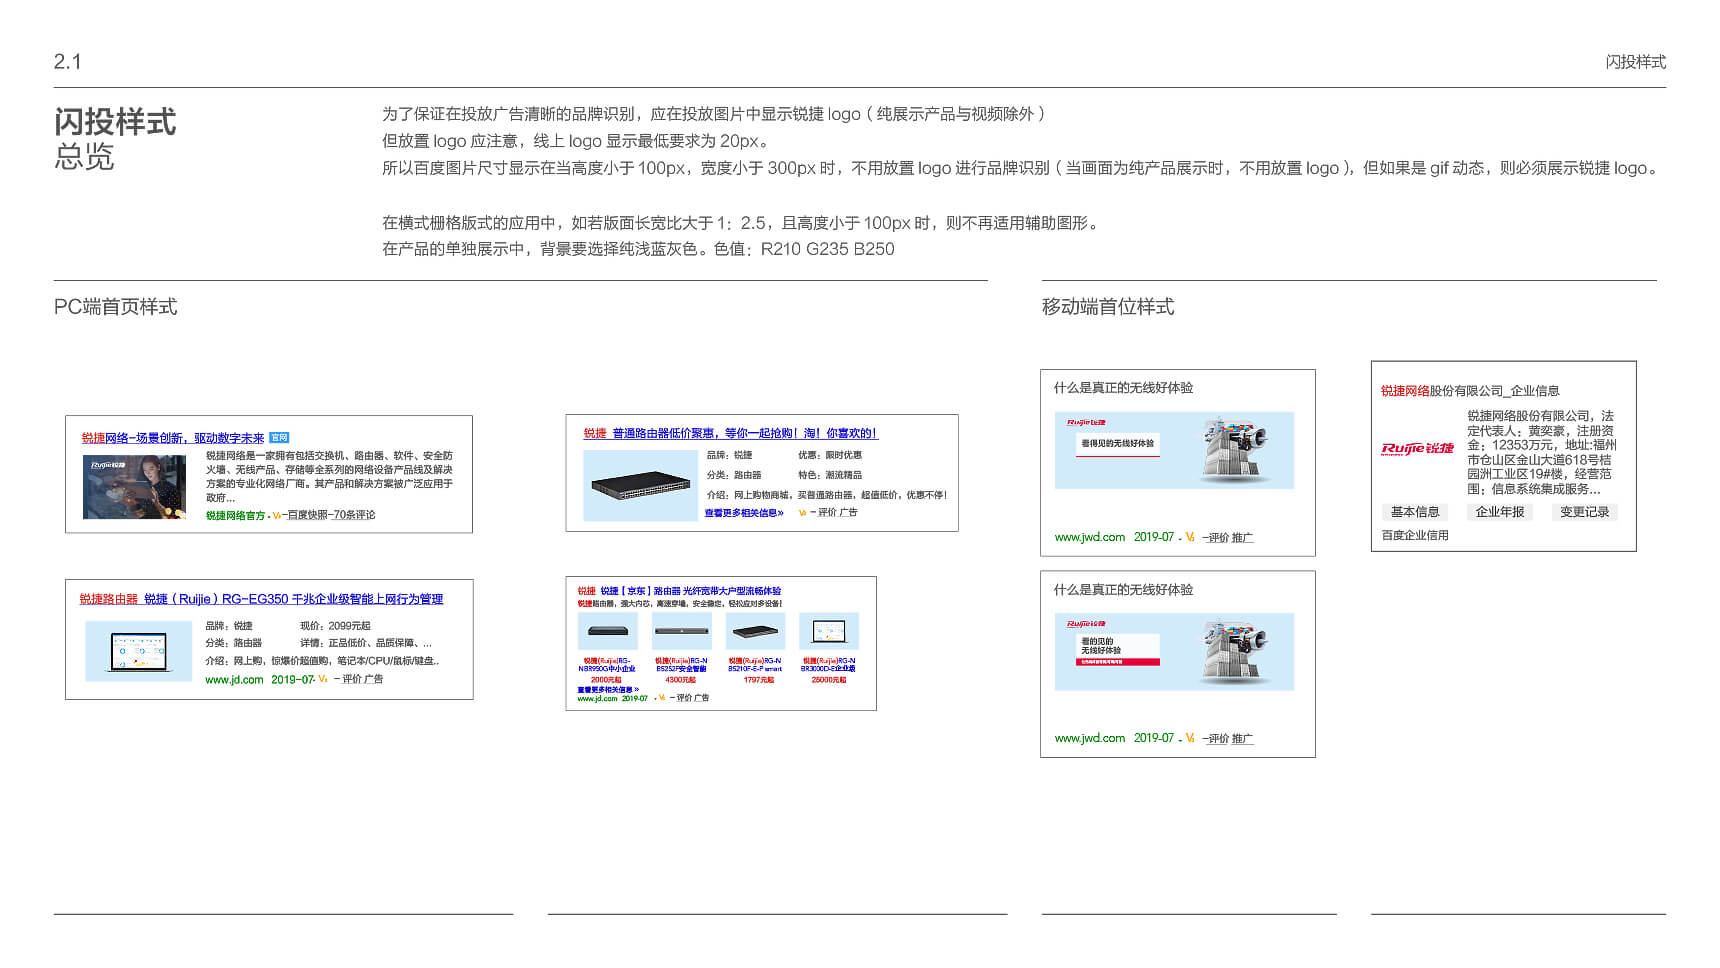 2.1
闪投样式
闪投样式
总览
为了保证在投放广告清晰的品牌识别，应在投放图片中显示锐捷 logo（纯展示产品与视频除外）
但放置 logo 应注意，线上 logo 显示最低要求为 20px。
所以百度图片尺寸显示在当高度小于 100px，宽度小于 300px 时，不用放置 logo 进行品牌识别（当画面为纯产品展示时，不用放置 logo），但如果是 gif 动态，则必须展示锐捷 logo。
在横式栅格版式的应用中，如若版面长宽比大于 1：2.5，且高度小于 100px 时，则不再适用辅助图形。
在产品的单独展示中，背景要选择纯浅蓝灰色。色值：R210 G235 B250
PC端首页样式
锐捷网络-场景创新，驱动数字未来 官网
Ruijie锐捷
锐捷网络是一家拥有包括交换机、路由器、软件、安全防
火墙、无线产品、存储等全系列的网络设备产品线及解决
方案的专业化网络厂商。其产品和解决方案被广泛应用于
政府...
锐捷网络官方 - V3-百度快照-70条评论
锐捷 普通路由器低价聚惠，等你一起抢购！淘！你喜欢的！
品牌：锐捷 优惠：限时优惠
分类：路由器 特色：潮流精品
介绍：网上购物商城，买普通路由器，超值低价，优惠不停！
查看更多相关信息» V3 - 评价 广告
锐捷路由器 锐捷（Ruijie）RG-EG350 千兆企业级智能上网行为管理
品牌：锐捷 现价：2099元起
分类：路由器 详情：正品低价、品质保障、...
介绍：网上购，惊爆价超值购，笔记本/CPU/鼠标/键盘..
www.jd.com 2019-07- V3 - 评价 广告
锐捷 锐捷【京东】路由器 光纤宽带大户型流畅体验
锐捷路由器，强大内芯，高速穿墙，安全稳定，轻松应对多设备！
锐捷(Ruijie)RG- 锐捷(Ruijie)RG-N 锐捷(Ruijie)RG-N 锐捷(Ruijie)RG-N
NBR950G中小企业 BS252F安全智能 BS210F-E-P smart BR3000D-E企业级
2000元起 4300元起 1797元起 25000元起
查看更多相关信息 »
www.jd.com 2019-07 - V3 - 评价 广告
移动端首位样式
什么是真正的无线好体验
Ruijie锐捷
看得见的无线好体验
www.jwd.com 2019-07 - V3 -评价 推广
什么是真正的无线好体验
Ruijie锐捷
看的见的
无线好体验
www.jwd.com 2019-07 - V3 -评价 推广
锐捷网络股份有限公司_企业信息
Ruijie锐捷
锐捷网络股份有限公司，法
定代表人：黄奕豪，注册资
金：12353万元，地址:福州
市仓山区金山大道618号桔
园洲工业区19#楼，经营范
围：信息系统集成服务...
基本信息 企业年报 变更记录
百度企业信用